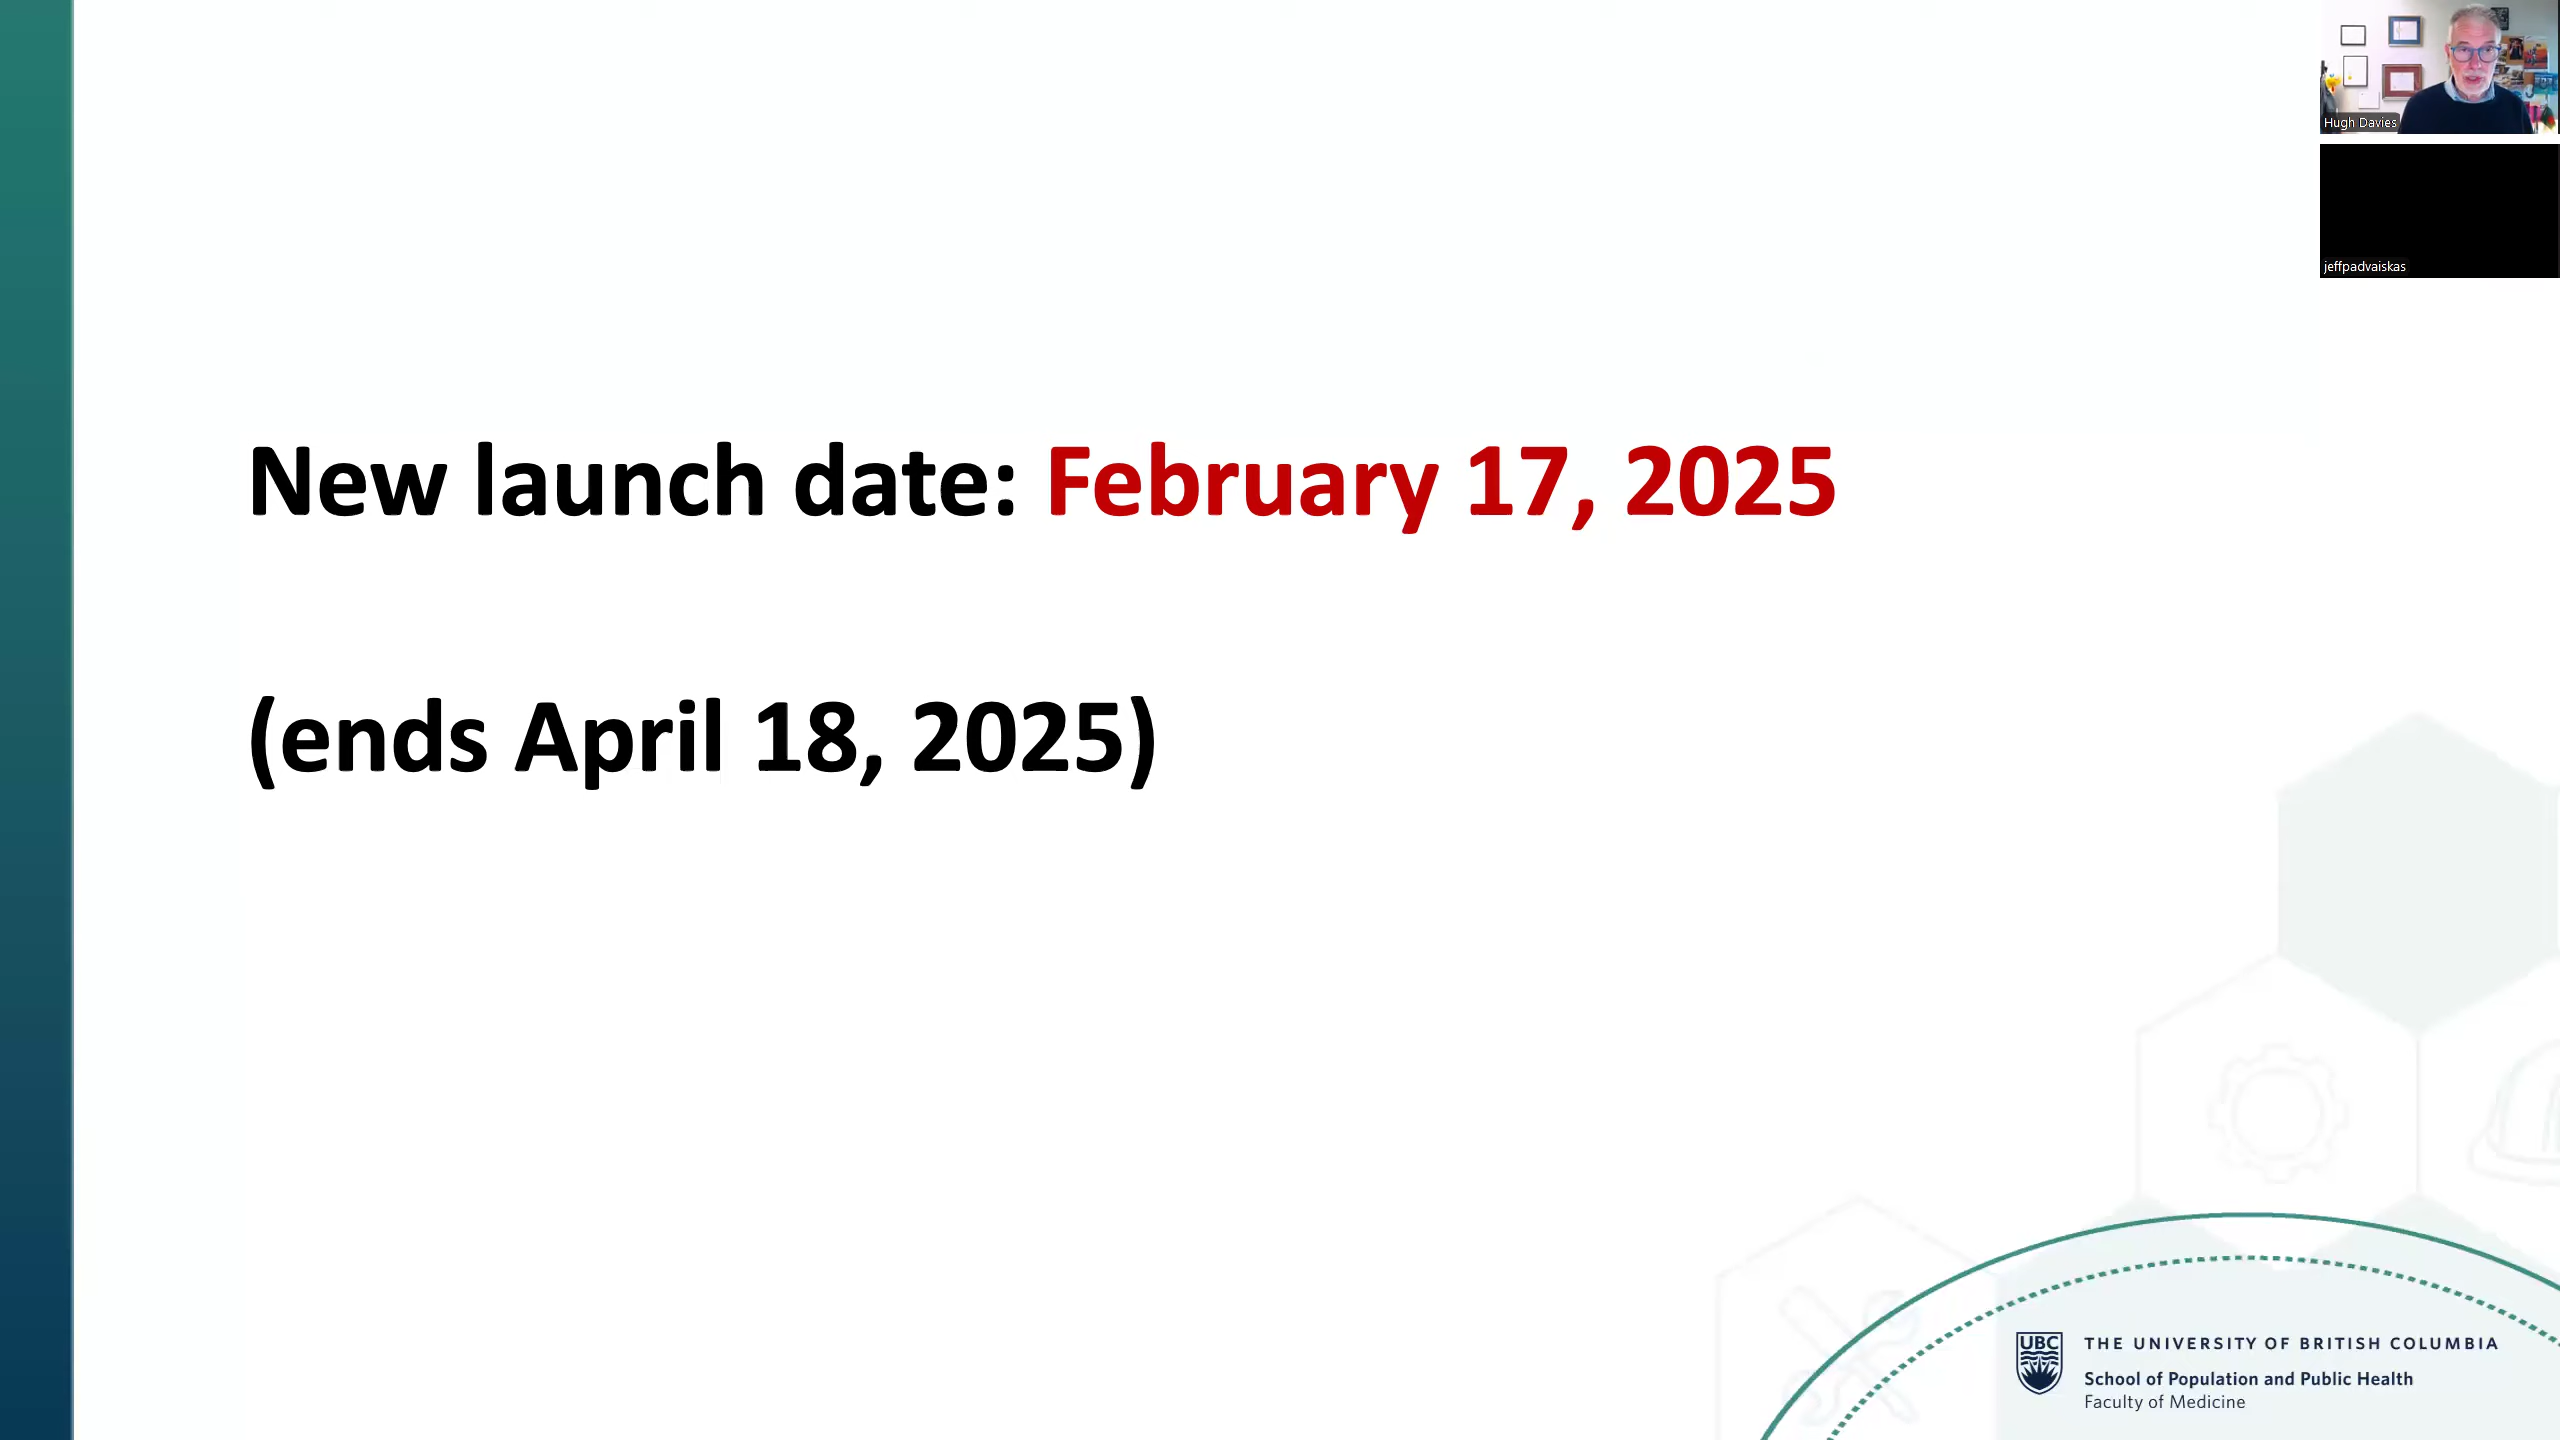 Hugh Davies
jeffpadvaiskas
New launch date: February 17, 2025
(ends April 18, 2025)
UBC
THE UNIVERSITY OF BRITISH COLUMBIA
School of Population and Public Health
Faculty of Medicine